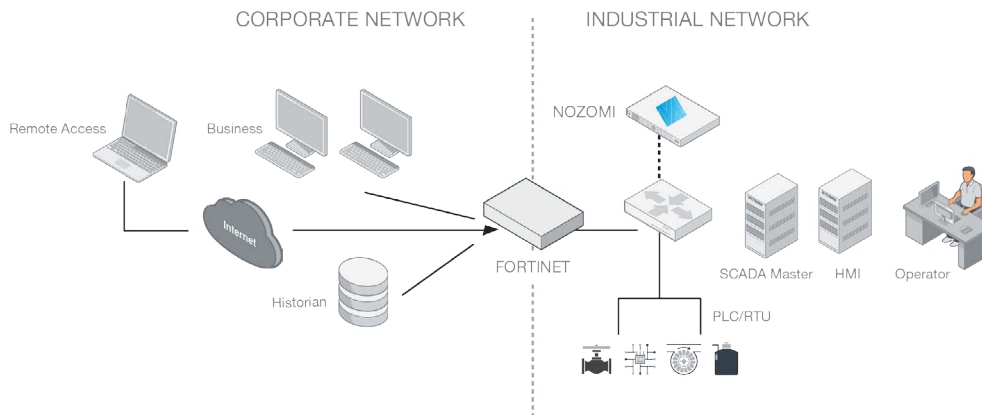 CORPORATE NETWORK
INDUSTRIAL NETWORK
NOZOMI
Remote Access
Business
Internet
FORTINET
SCADA Master
HMI
Operator
Historian
PLC/RTU